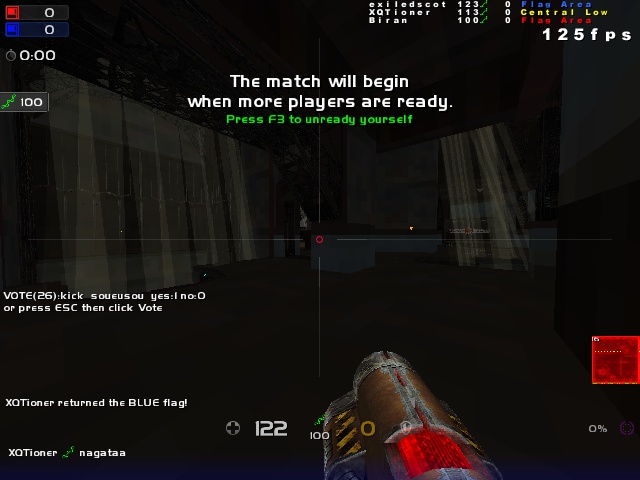 0
0
0:00
100
exiledscot 123 0 Flag Area
XQTioner 113 0 Central Low
Biran 100 0 Flag Area
125fps
The match will begin
when more players are ready.
Press F3 to unready yourself
VOTE(26):kick soueusou yes:1 no:0
or press ESC then click Vote
XQTioner returned the BLUE flag!
122
100
0
0%
XQTioner nagataa